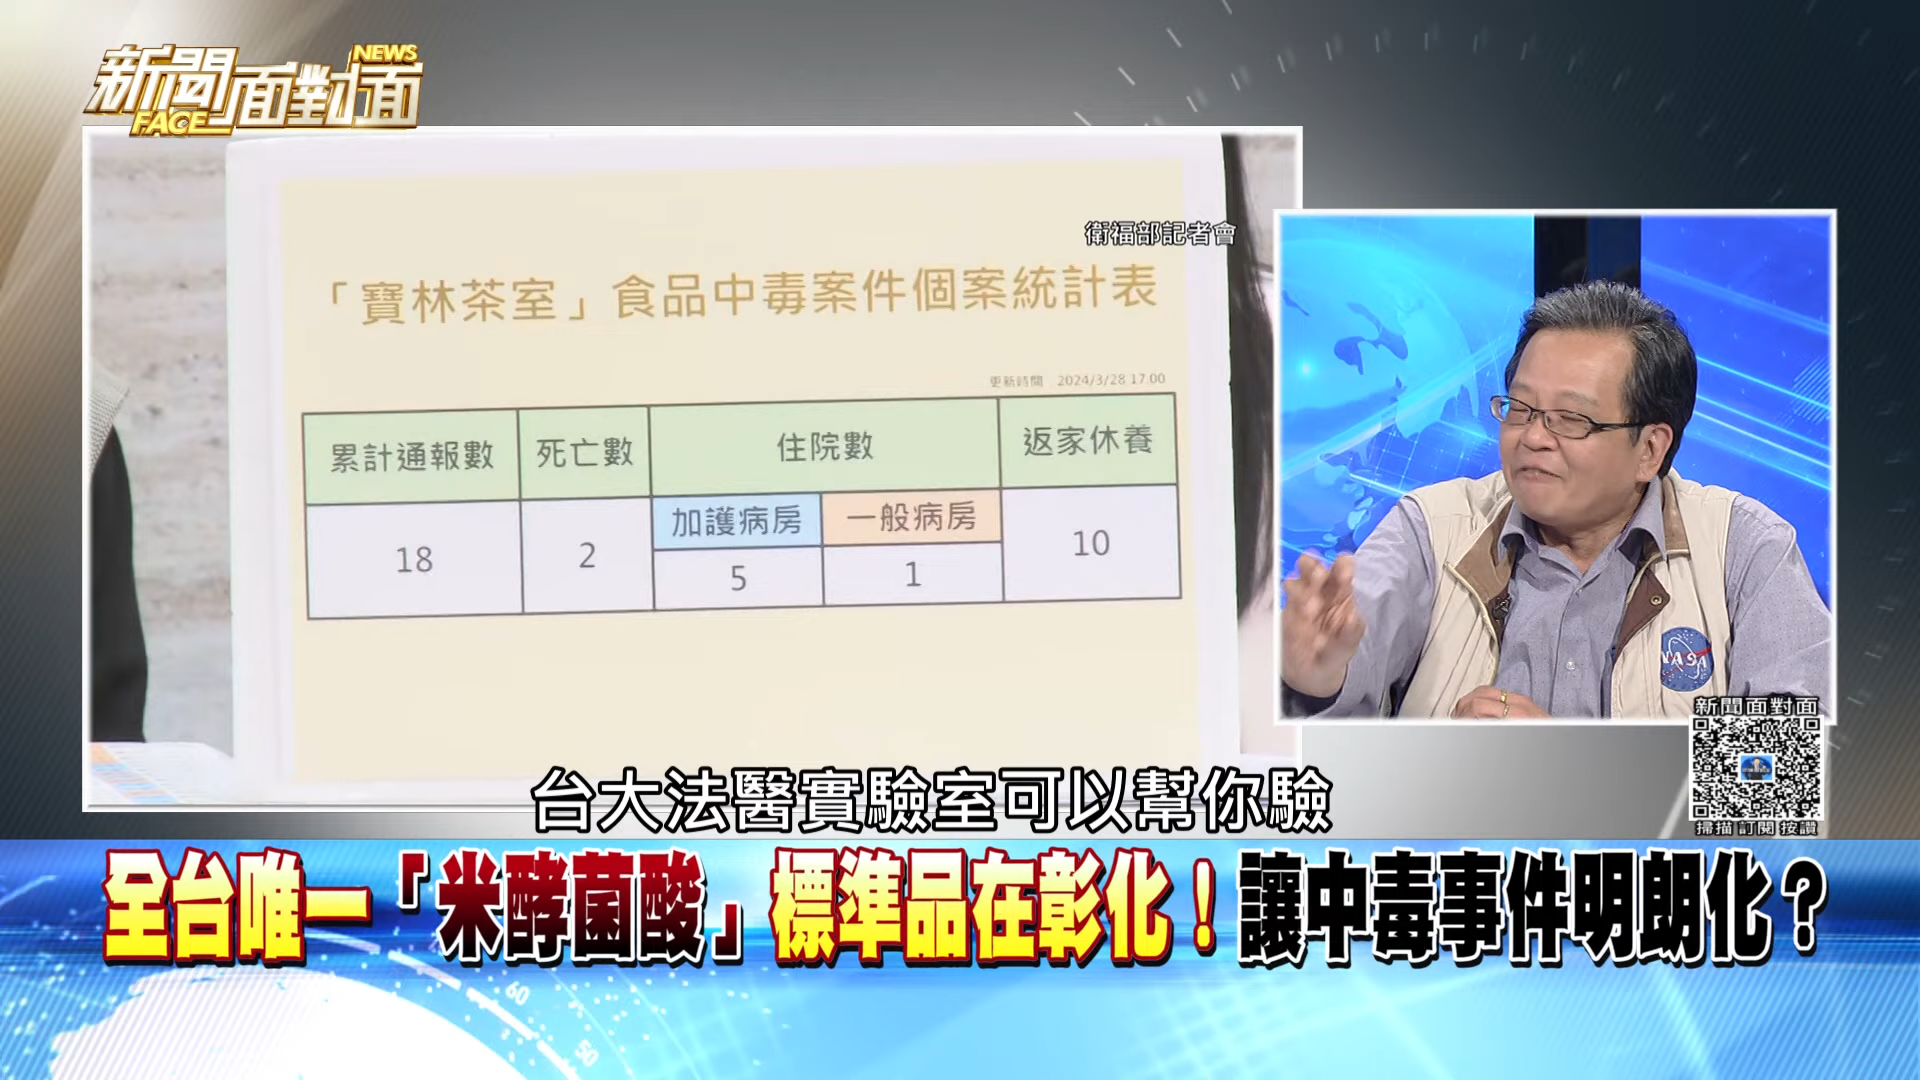 新聞面對面
NEWS
FACE
衛福部記者會
「寶林茶室」食品中毒案件個案統計表
更新時間：2024/3/28 17:00
累計通報數 死亡數 住院數 返家休養
加護病房 一般病房
18 2 5 1 10
NASA
新聞面對面
掃描 訂閱 按讚
台大法醫實驗室可以幫你驗
全台唯一「米酵菌酸」標準品在彰化！讓中毒事件明朗化？
60
50